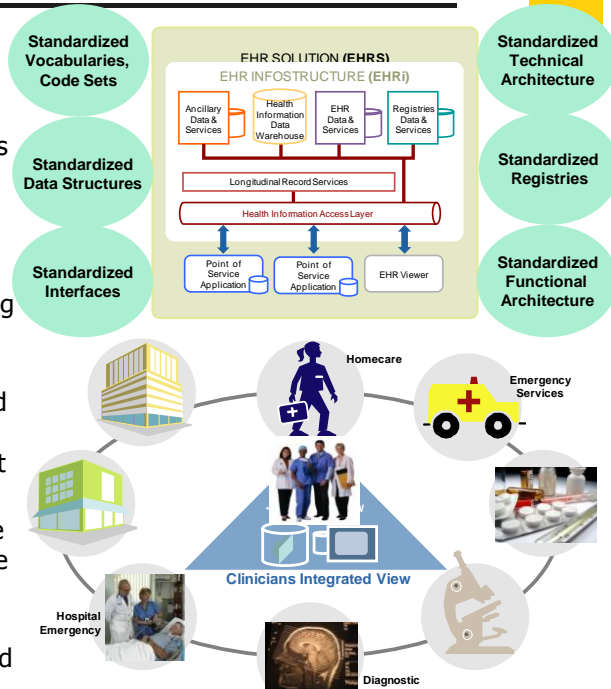 Standardized
Vocabularies,
Code Sets
Standardized
Data Structures
Standardized
Interfaces
EHR SOLUTION (EHRS)
EHR INFOSTRUCTURE (EHRi)
Ancillary
Data &
Services
Health
Information
Data
Warehouse
EHR
Data &
Services
Registries
Data &
Services
Longitudinal Record Services
Health Information Access Layer
Point of
Service
Application
Point of
Service
Application
EHR Viewer
Standardized
Technical
Architecture
Standardized
Registries
Standardized
Functional
Architecture
s
ng
d
t
e
e
d
Homecare
Emergency
Services
Clinicians Integrated View
Hospital
Emergency
Diagnostic